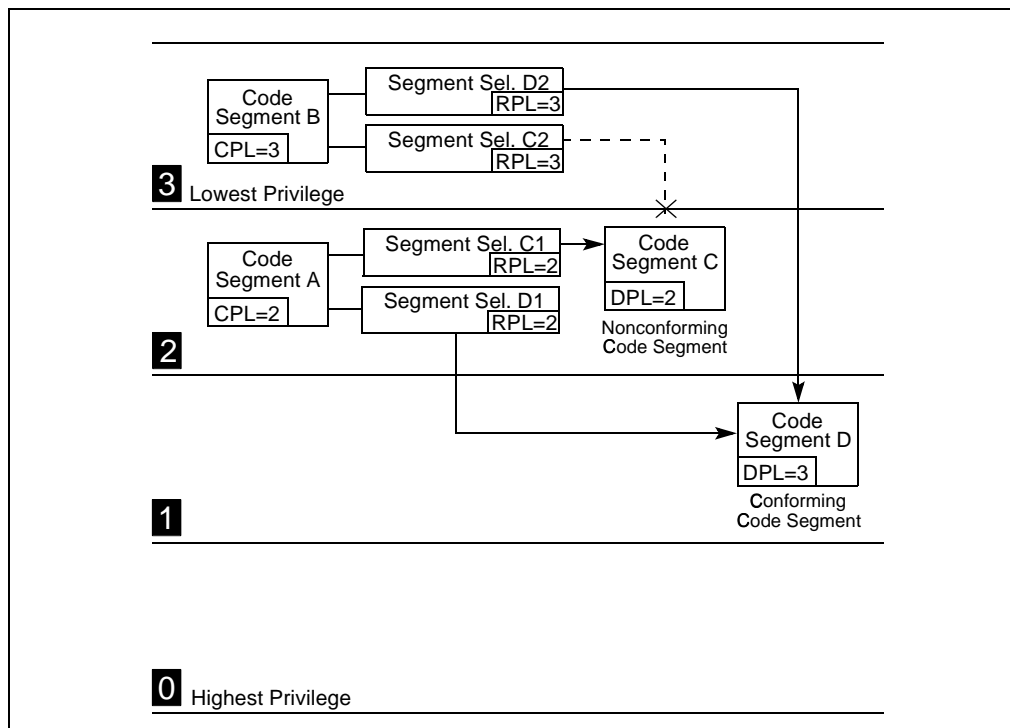 Code
Segment B
CPL=3
Segment Sel. D2
RPL=3
Segment Sel. C2
RPL=3
3 Lowest Privilege
Code
Segment A
CPL=2
Segment Sel. C1
RPL=2
Segment Sel. D1
RPL=2
Code
Segment C
DPL=2
Nonconforming
Code Segment
2
Code
Segment D
DPL=3
Conforming
Code Segment
1
0 Highest Privilege